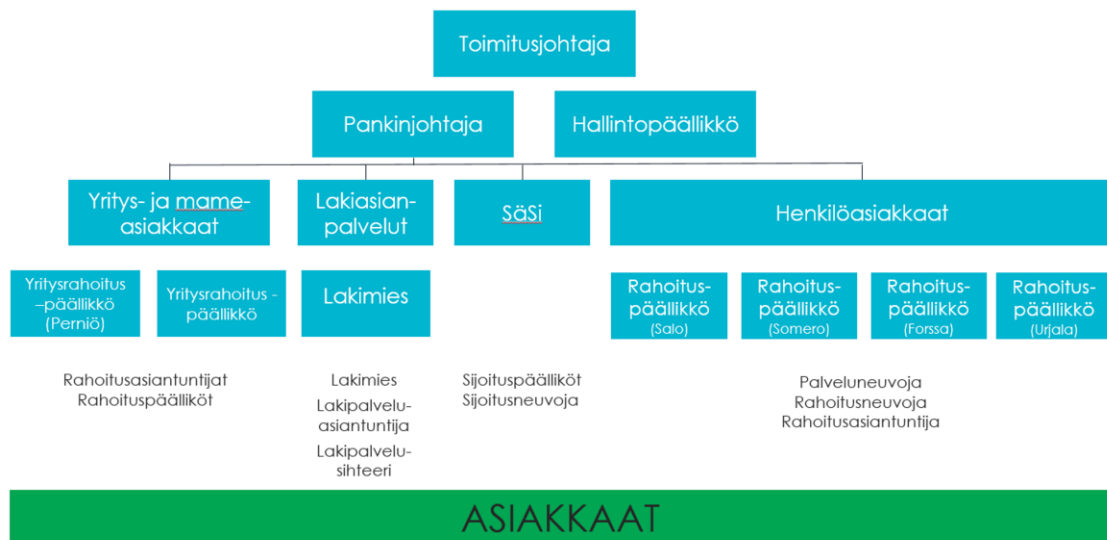 Toimitusjohtaja
Pankinjohtaja
Hallintopäällikkö
Yritys- ja mame-
asiakkaat
Lakiasian-
palvelut
SäSi
Henkilöasiakkaat
Yritysrahoitus
–päällikkö
(Perniö)
Yritysrahoitus -
päällikkö
Lakimies
Rahoitus-
päällikkö
(Salo)
Rahoitus-
päällikkö
(Somero)
Rahoitus-
päällikkö
(Forssa)
Rahoitus-
päällikkö
(Urjala)
Rahoitusasiantuntijat
Rahoituspäälliköt
Lakimies
Lakipalvelu-
asiantuntija
Lakipalvelu-
sihteeri
Sijoituspäälliköt
Sijoitusneuvoja
Palveluneuvoja
Rahoitusneuvoja
Rahoitusasiantuntija
ASIAKKAAT